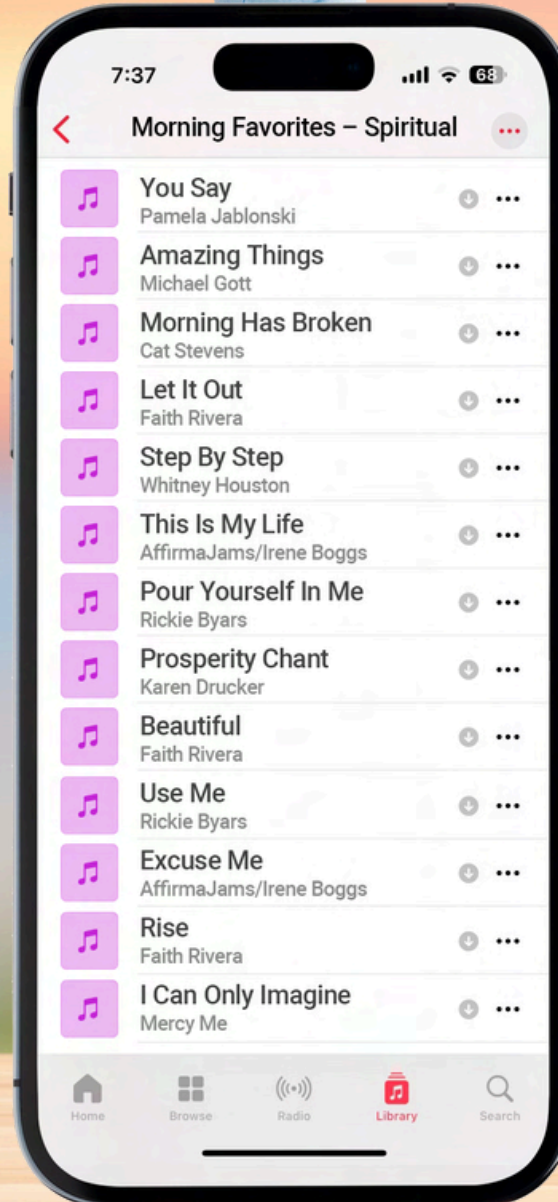 7:37
68
Morning Favorites – Spiritual
You Say
Pamela Jablonski
Amazing Things
Michael Gott
Morning Has Broken
Cat Stevens
Let It Out
Faith Rivera
Step By Step
Whitney Houston
This Is My Life
AffirmaJams/Irene Boggs
Pour Yourself In Me
Rickie Byars
Prosperity Chant
Karen Drucker
Beautiful
Faith Rivera
Use Me
Rickie Byars
Excuse Me
AffirmaJams/Irene Boggs
Rise
Faith Rivera
I Can Only Imagine
Mercy Me
Home Browse Radio Library Search